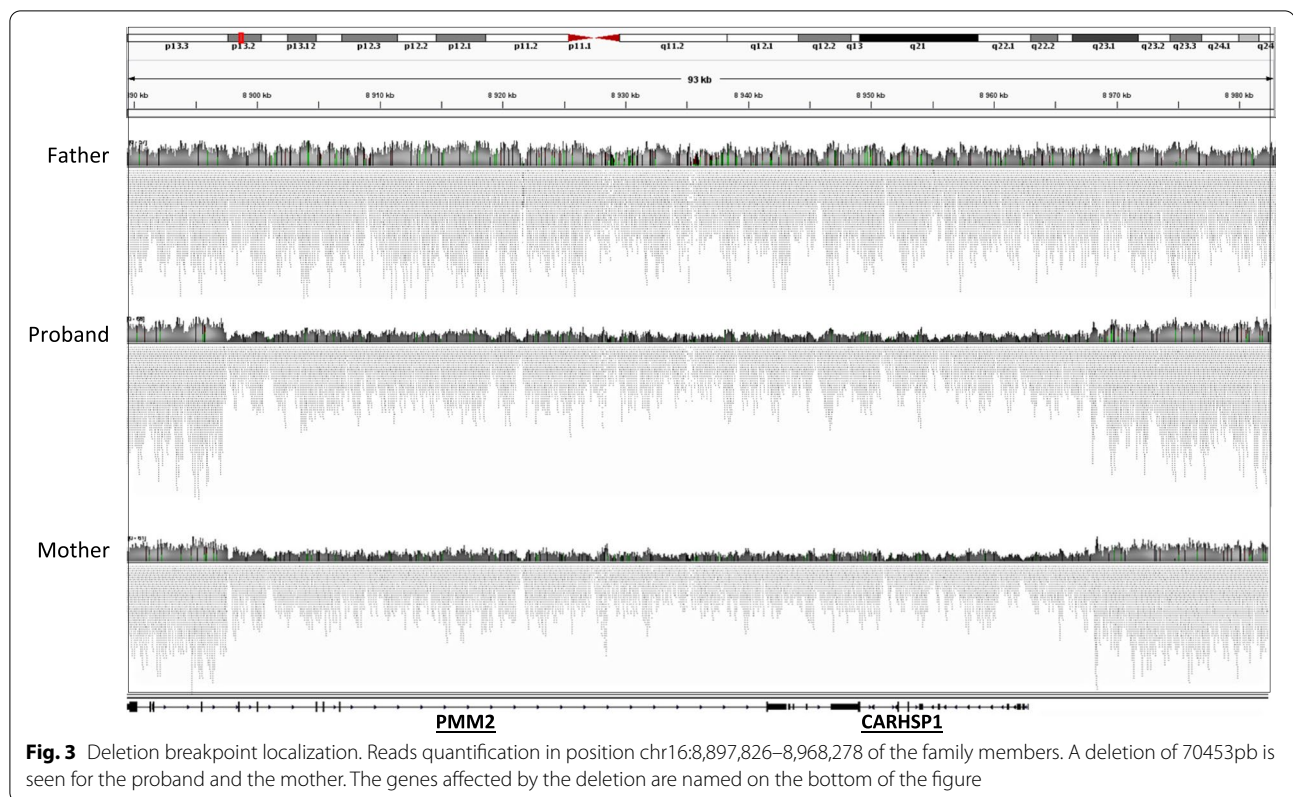 p13.3 p13.2 p13.12 p12.3 p12.2 p12.1 p11.2 p11.1 q11.2 q12.1 q12.2 q13 q21 q22.1 q22.2 q23.1 q23.2 q23.3 q24.1 q24
93 kb
890 kb 8 900 kb 8 910 kb 8 920 kb 8 930 kb 8 940 kb 8 950 kb 8 960 kb 8 970 kb 8 980 kb
Father
Proband
Mother
PMM2 CARHSP1
Fig. 3 Deletion breakpoint localization. Reads quantification in position chr16:8,897,826–8,968,278 of the family members. A deletion of 70453pb is
seen for the proband and the mother. The genes affected by the deletion are named on the bottom of the figure